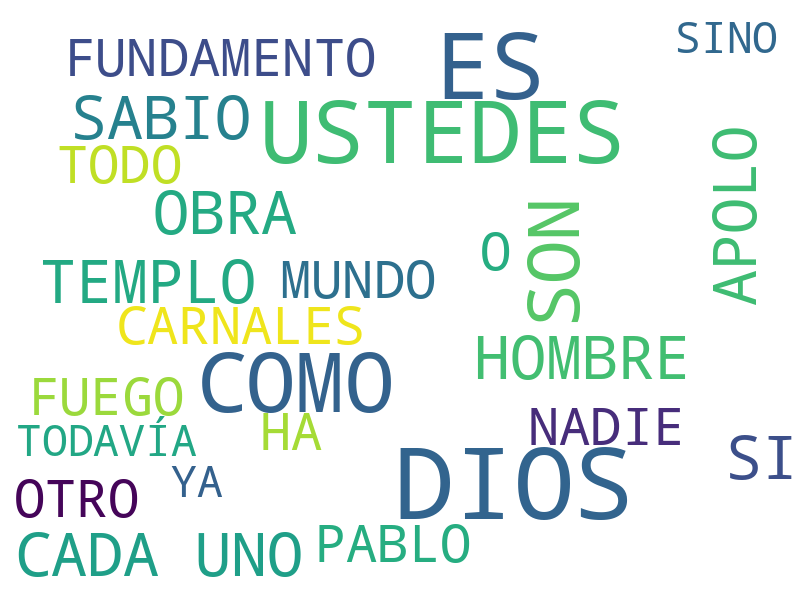 SINO
ES
FUNDAMENTO
SABIO
USTEDES
TODO
APOLO
OBRA
SON
O
TEMPLO
MUNDO
CARNALES
HOMBRE
COMO
FUEGO
HA
NADIE
TODAVÍA
SI
YA
DIOS
OTRO
PABLO
CADA UNO